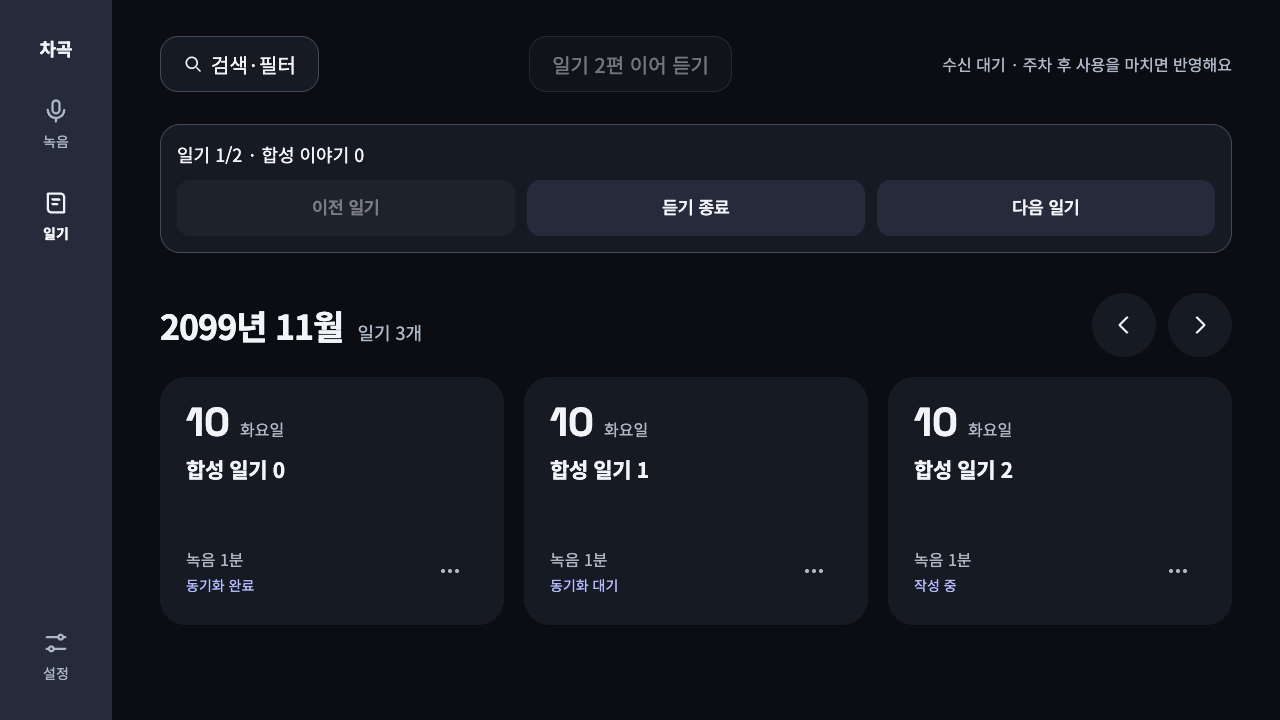 차곡
녹음
일기
설정
검색·필터
일기 2편 이어 듣기
수신 대기 · 주차 후 사용을 마치면 반영해요
일기 1/2 · 합성 이야기 0
이전 일기
듣기 종료
다음 일기
2099년 11월 일기 3개
10 화요일
합성 일기 0
녹음 1분
동기화 완료
10 화요일
합성 일기 1
녹음 1분
동기화 대기
10 화요일
합성 일기 2
녹음 1분
작성 중